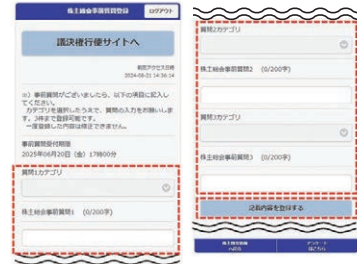 株主総会事前質問登録 ログアウト
議決権行使サイトへ
前回アクセス日時
2024-08-21 14:36:14
※）事前質問がございましたら、以下の項目に記入し
てください。
カテゴリを選択したうえで、質問の入力をお願いしま
す。3件まで登録可能です。
一度登録した内容は修正できません。
事前質問受付期限
2025年06月20日（金）17時00分
質問1カテゴリ
株主総会事前質問1 （0/200字）
質問2カテゴリ
株主総会事前質問2 （0/200字）
質問3カテゴリ
株主総会事前質問3 （0/200字）
記載内容を登録する
アンケート
はこちら